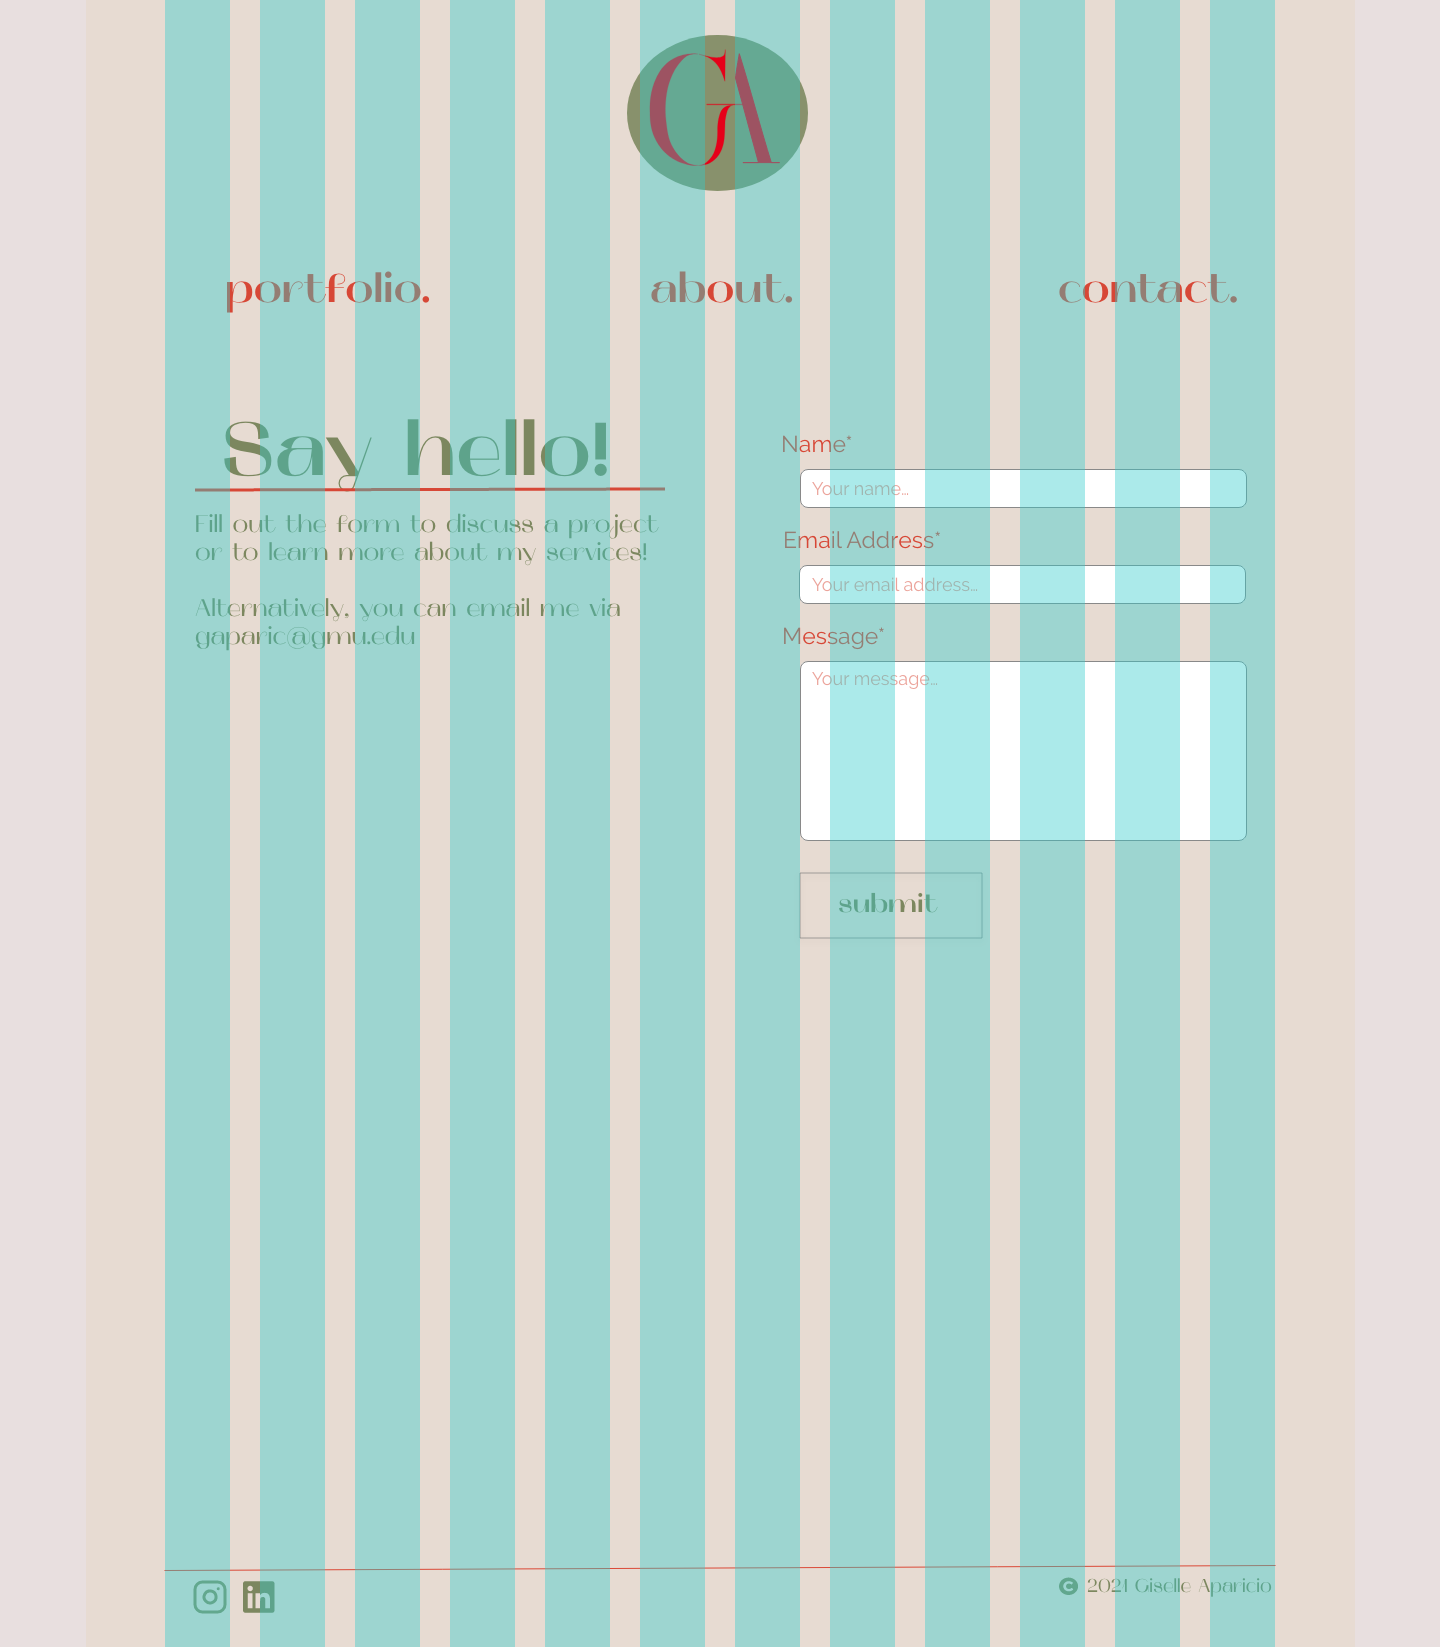 GA
portfolio. about. contact.
Say hello!
Fill out the form to discuss a project
or to learn more about my services!
Alternatively, you can email me via
gaparic@gmu.edu
Name*
Your name...
Email Address*
Your email address...
Message*
Your message...
submit
in
© 2021 Giselle Aparicio